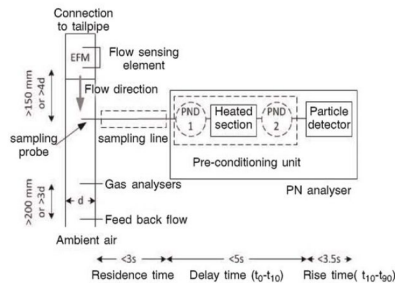 Connection
to tailpipe
EFM
Flow sensing
element
Flow direction
>150 mm
or >4d
sampling
probe
sampling line
PND
1
Heated
section
PND
2
Particle
detector
Pre-conditioning unit
PN analyser
Gas analysers
>200 mm
or >3d
d
Feed back flow
Ambient air
<3s
<5s
<3.5s
Residence time
Delay time (t0-t10)
Rise time( t10-t90)